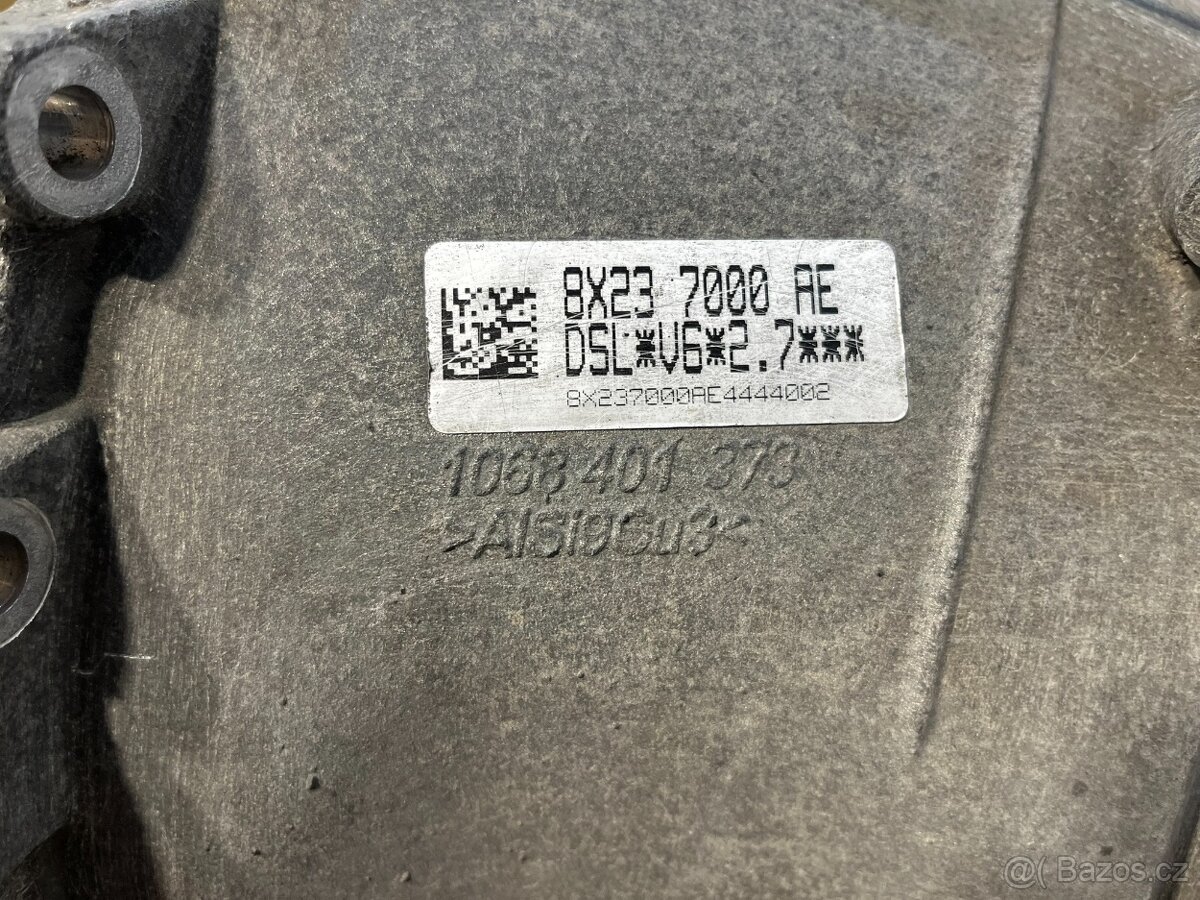 8X23 7000 AE
DSL*V6*2.7***
8X237000AE4444002
1068 401 373
>AlSi9Cu3<
@( Bazos.cz